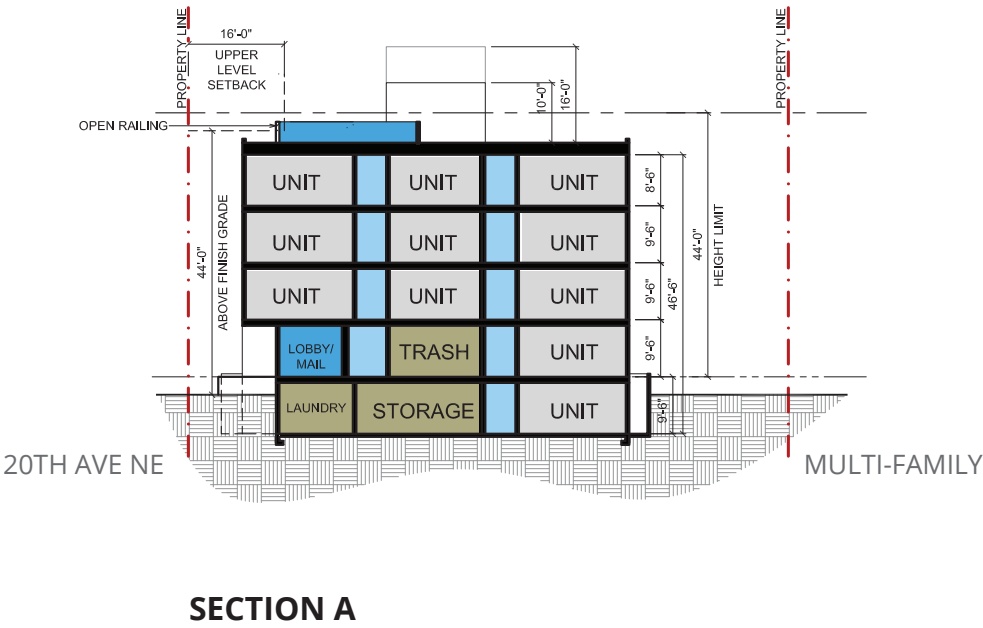 PROPERTY LINE
16'-0"
UPPER
LEVEL
SETBACK
PROPERTY LINE
10'-0"
16'-0"
OPEN RAILING
UNIT
UNIT
UNIT
8'-6"
UNIT
UNIT
UNIT
9'-6"
44'-0"
ABOVE FINISH GRADE
44'-0"
HEIGHT LIMIT
UNIT
UNIT
UNIT
9'-6"
46'-6"
LOBBY/
MAIL
TRASH
UNIT
9'-6"
LAUNDRY
STORAGE
UNIT
9'-6"
20TH AVE NE
MULTI-FAMILY
SECTION A